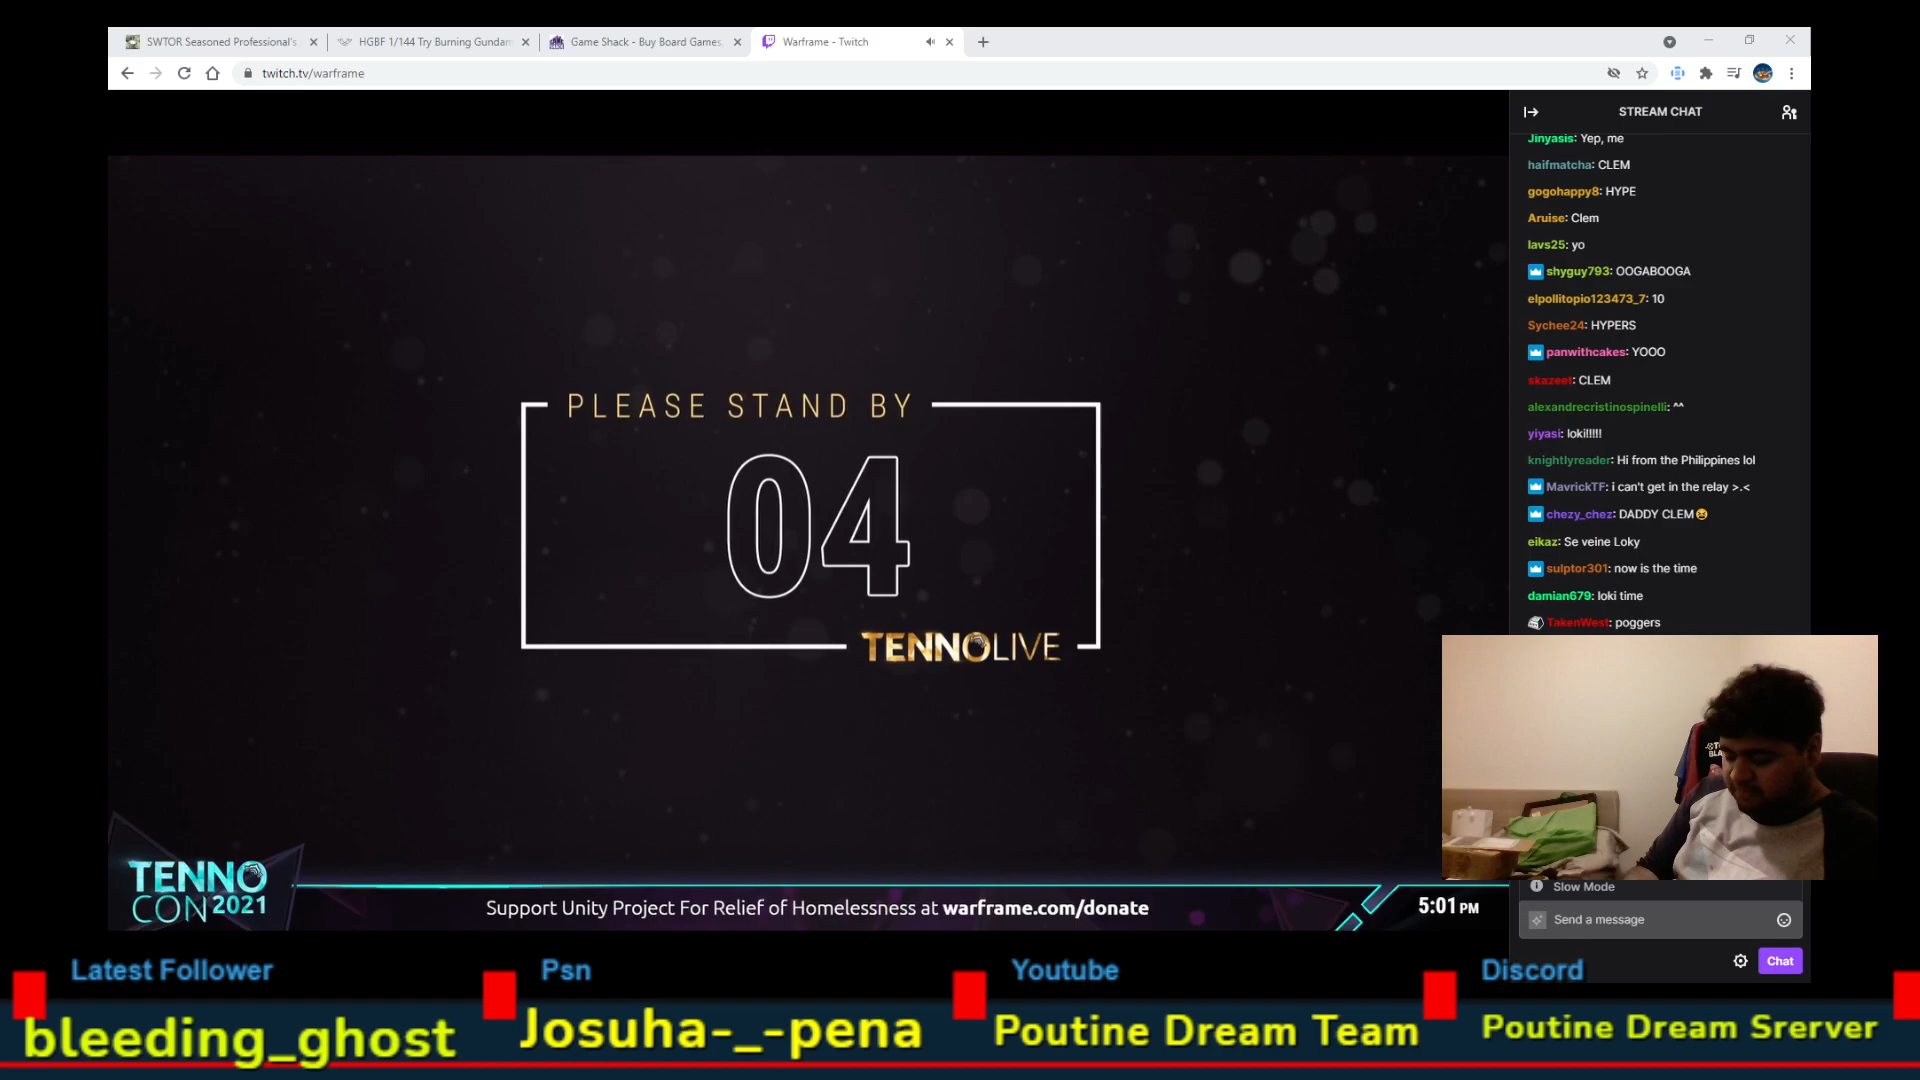 SWTOR Seasoned Professional's
HGBF 1/144 Try Burning Gundam
Game Shack - Buy Board Games,
Warframe - Twitch
twitch.tv/warframe
STREAM CHAT
Jinyasis: Yep, me
haifmatcha: CLEM
gogohappy8: HYPE
Aruise: Clem
lavs25: yo
shyguy793: OOGABOOGA
elpollitopio123473_7: 10
Sychee24: HYPERS
panwithcakes: YOOO
skazeet: CLEM
alexandrecristinospinelli: ^^
yiyasi: loki!!!!!
knightlyreader: Hi from the Philippines lol
MavrickTF: i can't get in the relay >.<
chezy_chez: DADDY CLEM😖
eikaz: Se veine Loky
sulptor301: now is the time
damian679: loki time
TakenWest: poggers
PLEASE STAND BY
04
TENNOLIVE
TENNO
CON 2021
Support Unity Project For Relief of Homelessness at warframe.com/donate
5:01 PM
Slow Mode
Send a message
Chat
Latest Follower
bleeding_ghost
Psn
Josuha-_-pena
Youtube
Poutine Dream Team
Discord
Poutine Dream Srerver